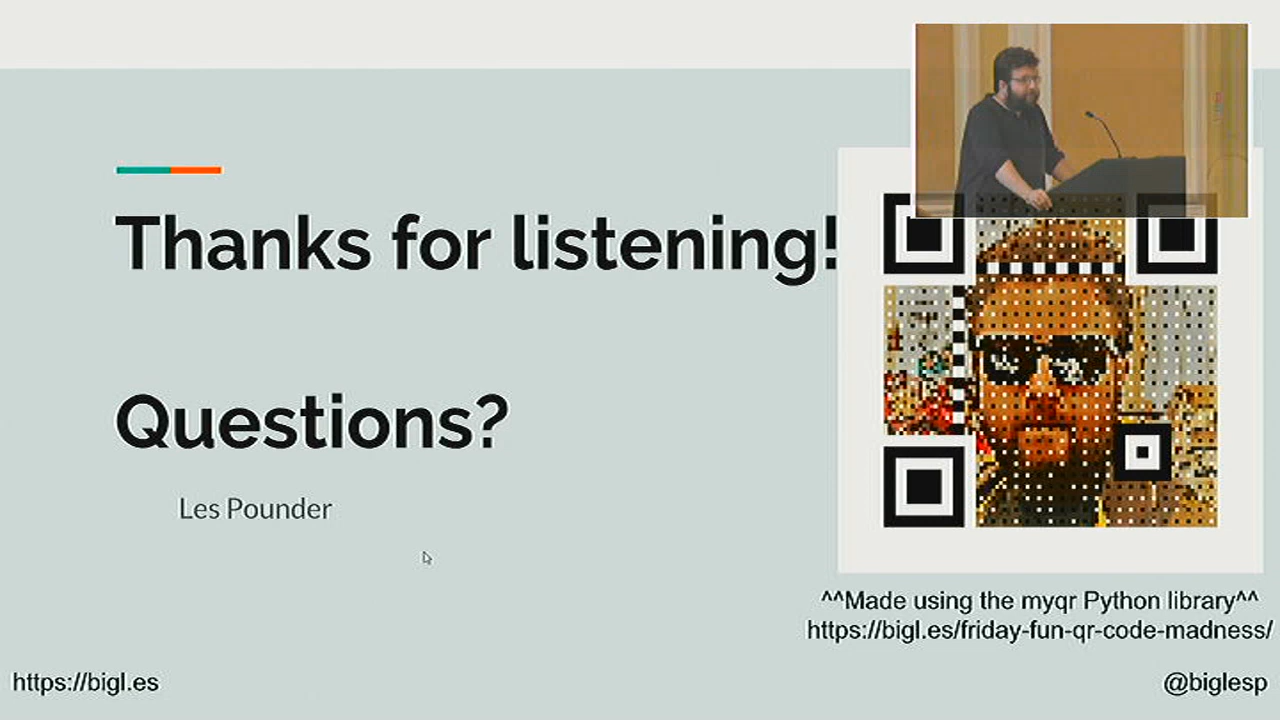 Thanks for listening!
Questions?
Les Pounder
^^Made using the myqr Python library^^
https://bigl.es/friday-fun-qr-code-madness/
https://bigl.es
@biglesp